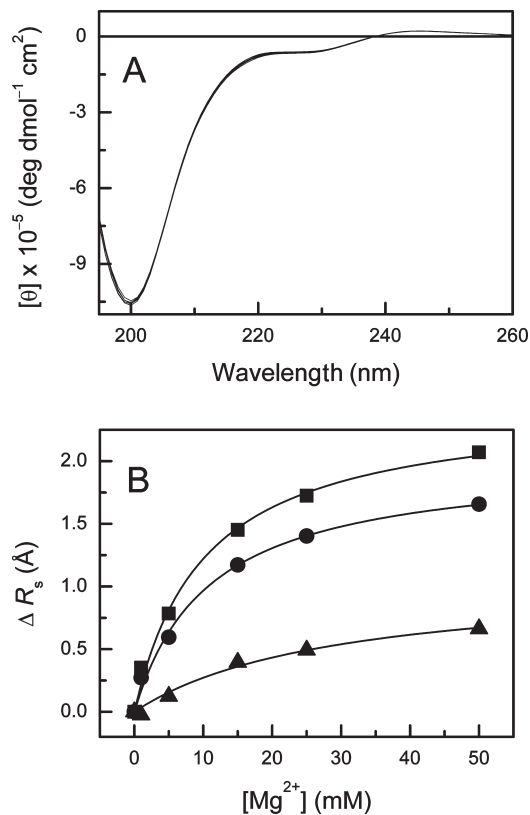 0
-3
-6
-9
A
[θ] x 10⁻⁵ (deg dmol⁻¹ cm²)
200 220 240 260
Wavelength (nm)
2.0
1.5
1.0
0.5
0.0
B
Δ Rₛ (Å)
0 10 20 30 40 50
[Mg²⁺] (mM)